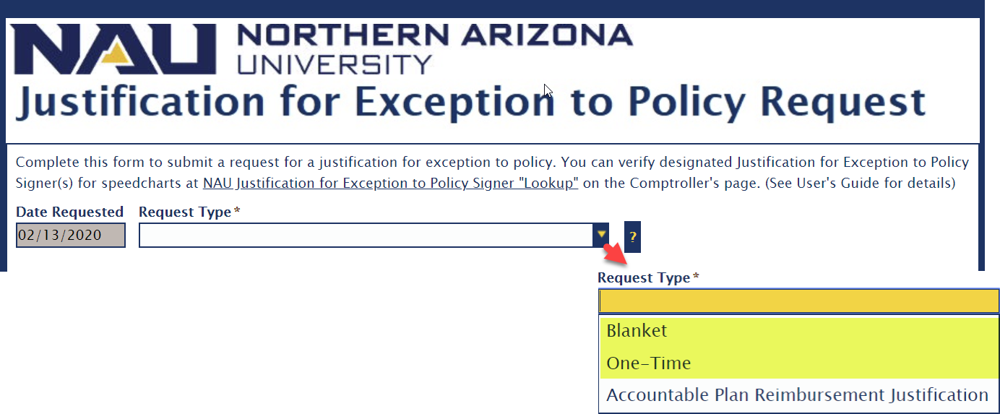 NAU NORTHERN ARIZONA
UNIVERSITY
Justification for Exception to Policy Request
Complete this form to submit a request for a justification for exception to policy. You can verify designated Justification for Exception to Policy
Signer(s) for speedcharts at NAU Justification for Exception to Policy Signer "Lookup" on the Comptroller's page. (See User's Guide for details)
Date Requested Request Type*
02/13/2020 ?
Request Type*
Blanket
One-Time
Accountable Plan Reimbursement Justification